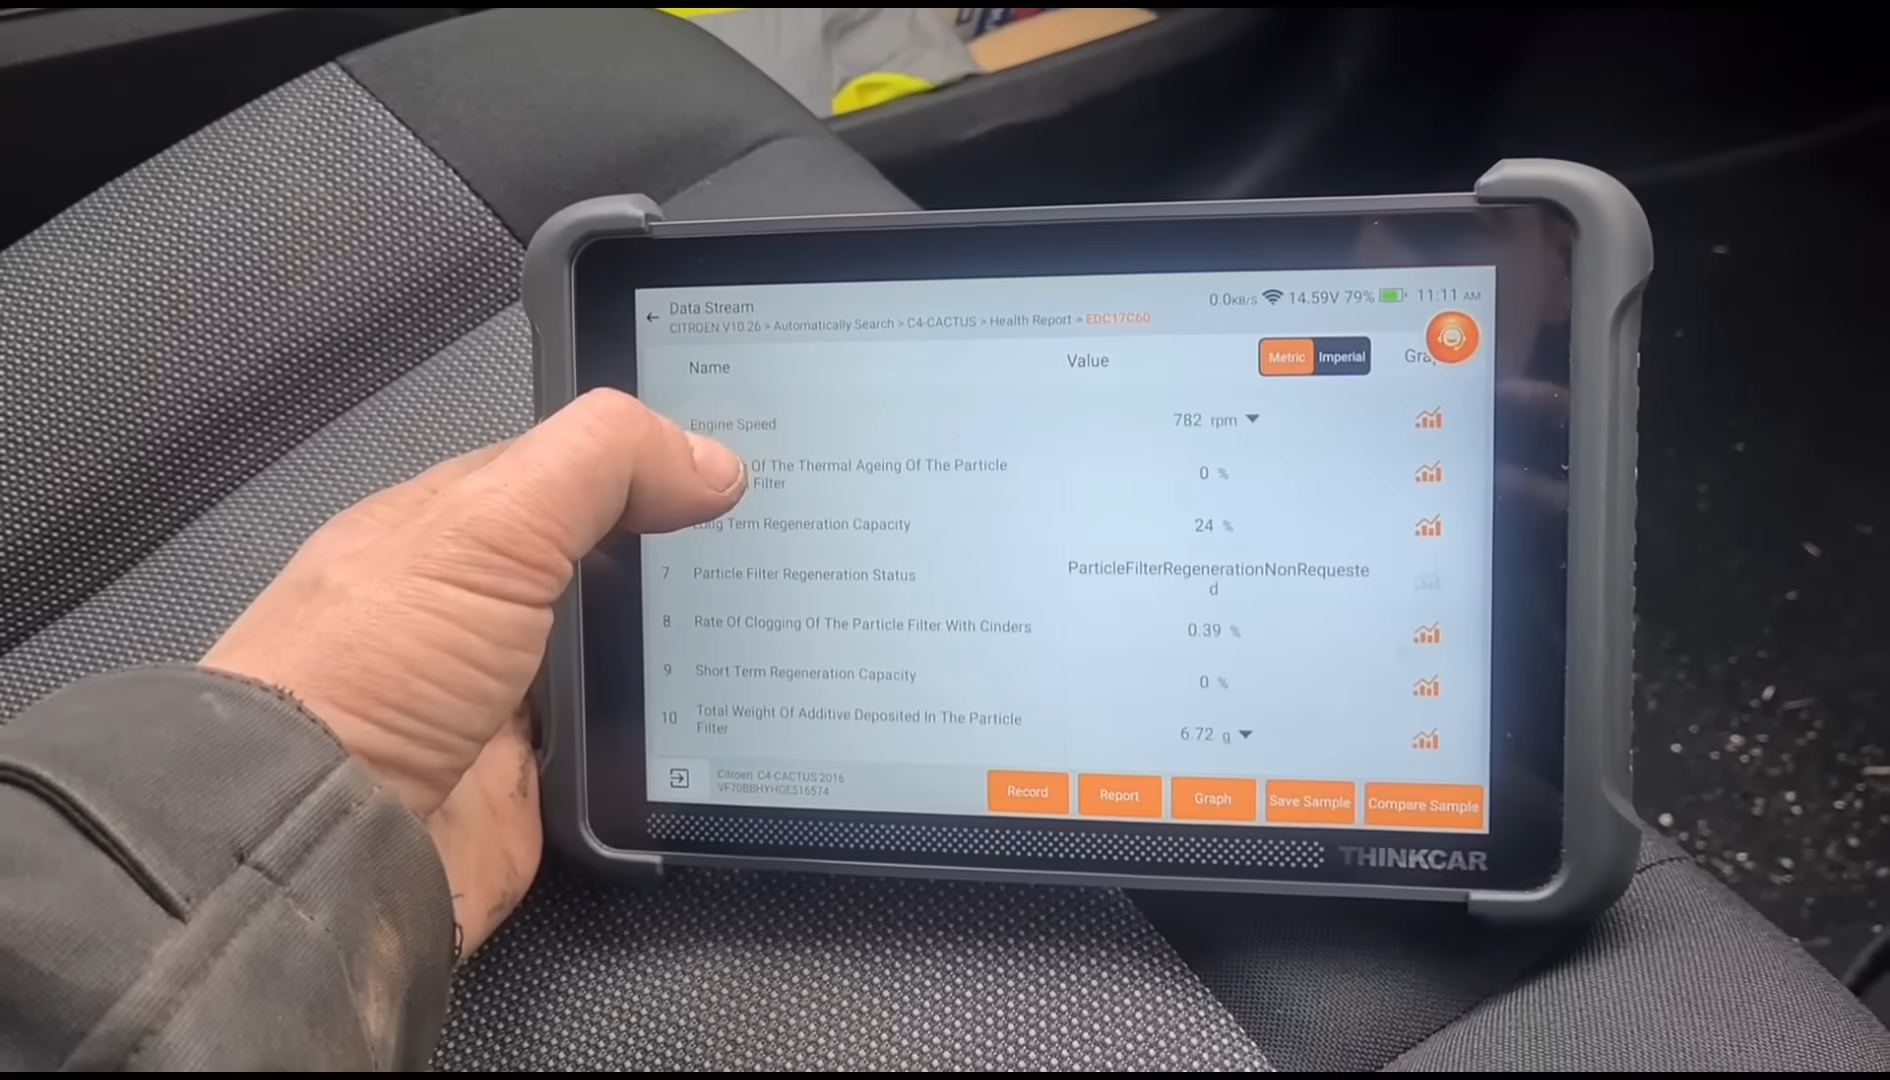 Data Stream
0.0KB/S 14.59V 79% 11:11 AM
CITROEN V10.26 > Automatically Search > C4-CACTUS > Health Report > EDC17C60
Name Value Metric Imperial Gra
Engine Speed 782 rpm
Of The Thermal Ageing Of The Particle
Filter 0 %
Long Term Regeneration Capacity 24 %
7 Particle Filter Regeneration Status ParticleFilterRegenerationNonRequeste
d
8 Rate Of Clogging Of The Particle Filter With Cinders 0.39 %
9 Short Term Regeneration Capacity 0 %
10 Total Weight Of Additive Deposited In The Particle
Filter 6.72 g
Citroen C4-CACTUS 2016
VF70BBHYHGE516574
Record Report Graph Save Sample Compare Sample
THINKCAR